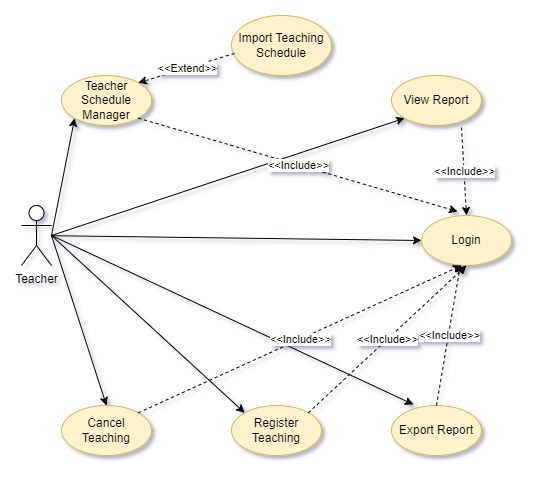 Import Teaching
Schedule
<<Extend>>
Teacher
Schedule
Manager
View Report
<<Include>>
<<Include>>
Login
Teacher
<<Include>>
<<Include>>
<<Include>>
Cancel
Teaching
Register
Teaching
Export Report